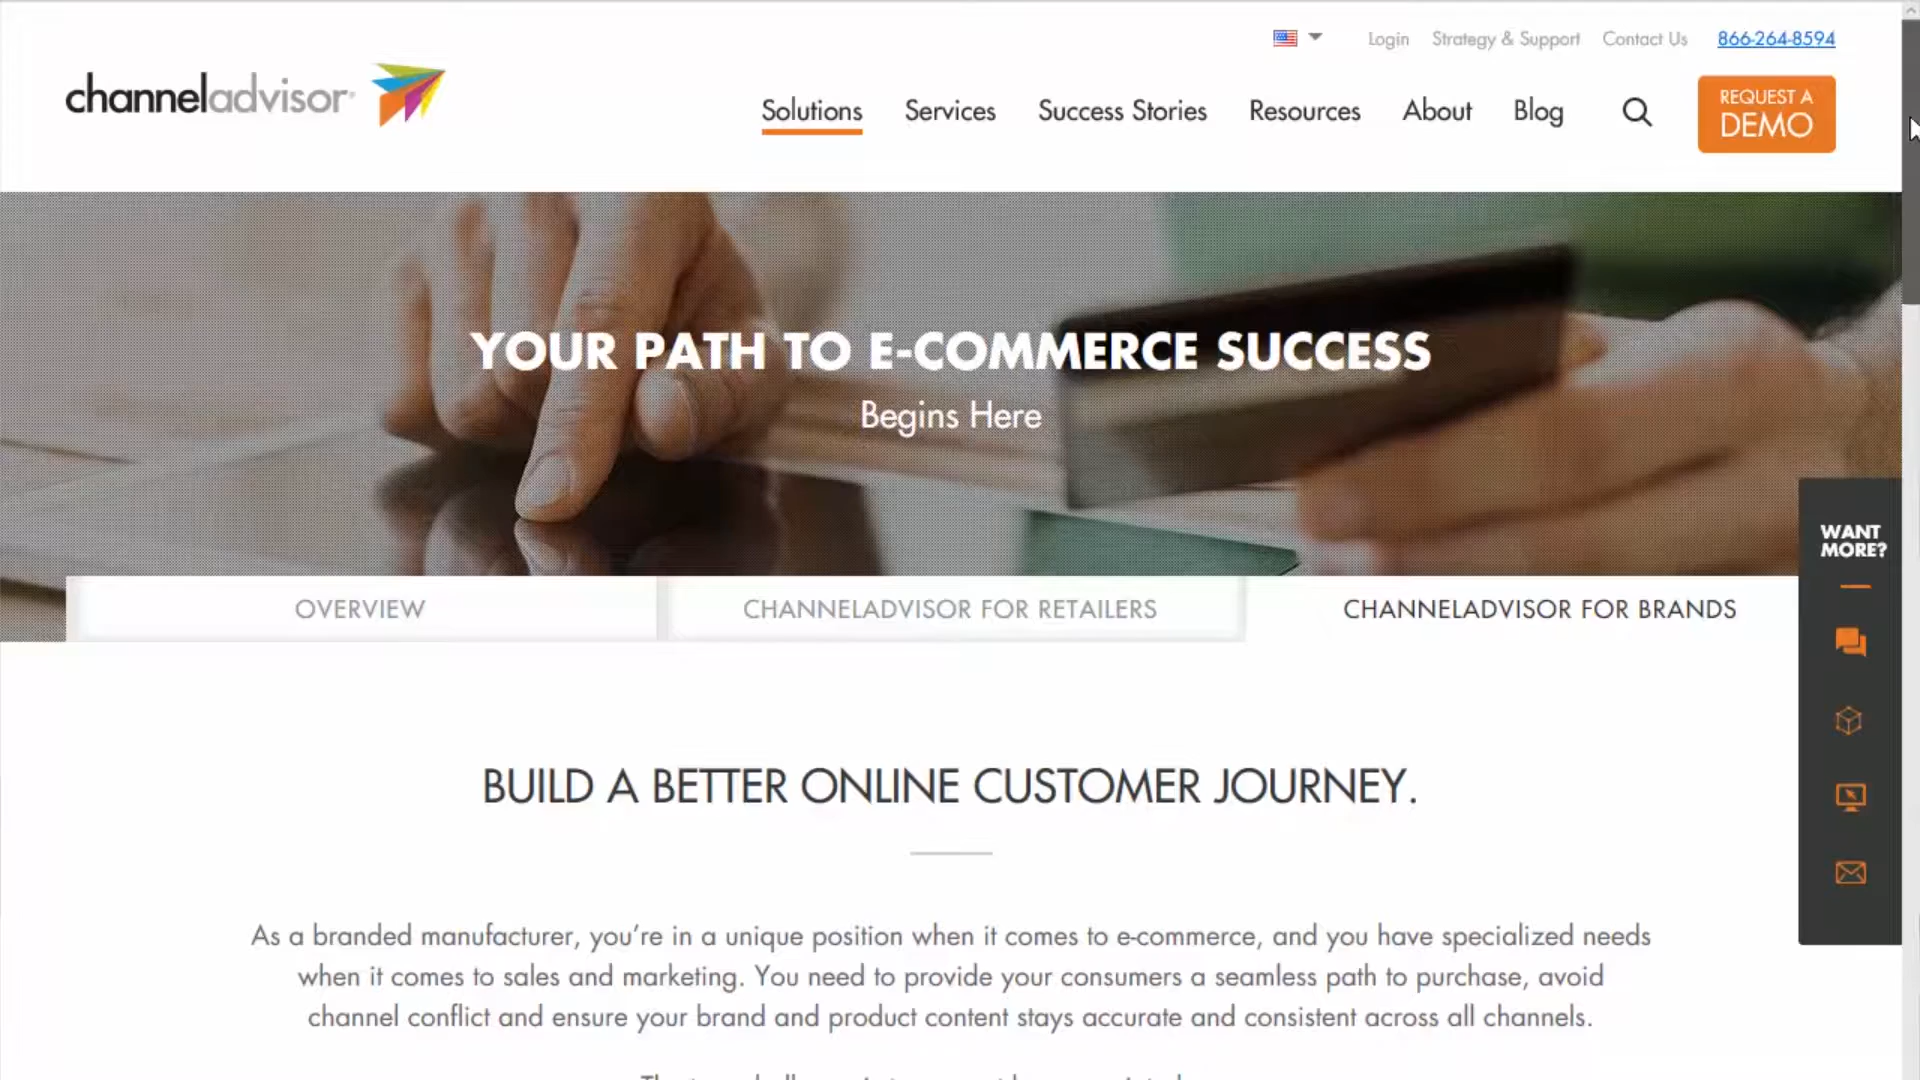 Login Strategy & Support Contact Us 866-264-8594
channeladvisor
Solutions Services Success Stories Resources About Blog
REQUEST A
DEMO
YOUR PATH TO E-COMMERCE SUCCESS
Begins Here
WANT
MORE?
OVERVIEW CHANNELADVISOR FOR RETAILERS CHANNELADVISOR FOR BRANDS
BUILD A BETTER ONLINE CUSTOMER JOURNEY.
As a branded manufacturer, you're in a unique position when it comes to e-commerce, and you have specialized needs
when it comes to sales and marketing. You need to provide your consumers a seamless path to purchase, avoid
channel conflict and ensure your brand and product content stays accurate and consistent across all channels.